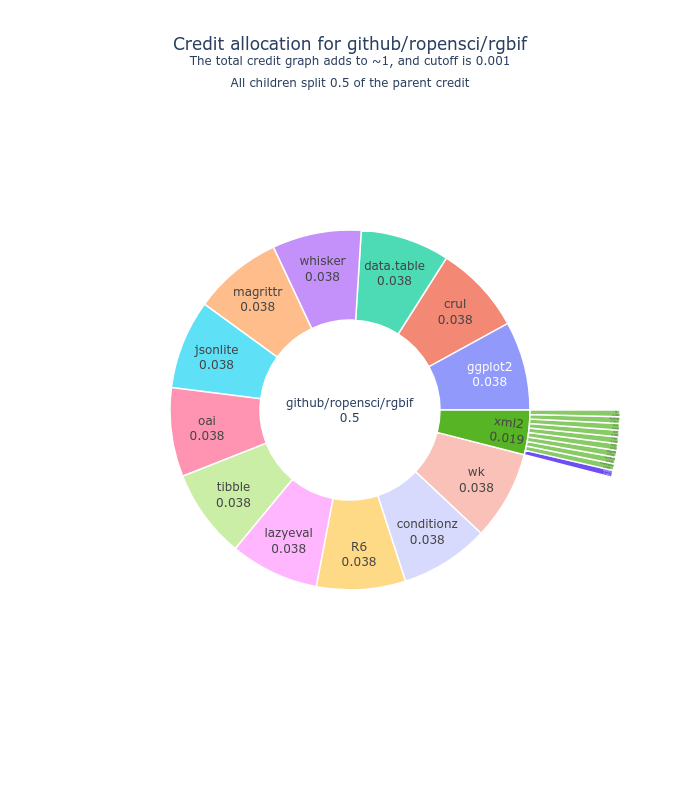 Credit allocation for github/ropensci/rgbif
The total credit graph adds to ~1, and cutoff is 0.001
All children split 0.5 of the parent credit
whisker
0.038
data.table
0.038
magrittr
0.038
crul
0.038
jsonlite
0.038
ggplot2
0.038
github/ropensci/rgbif
0.5
oai
0.038
xml2
0.019
wk
0.038
tibble
0.038
conditionz
0.038
lazyeval
0.038
R6
0.038